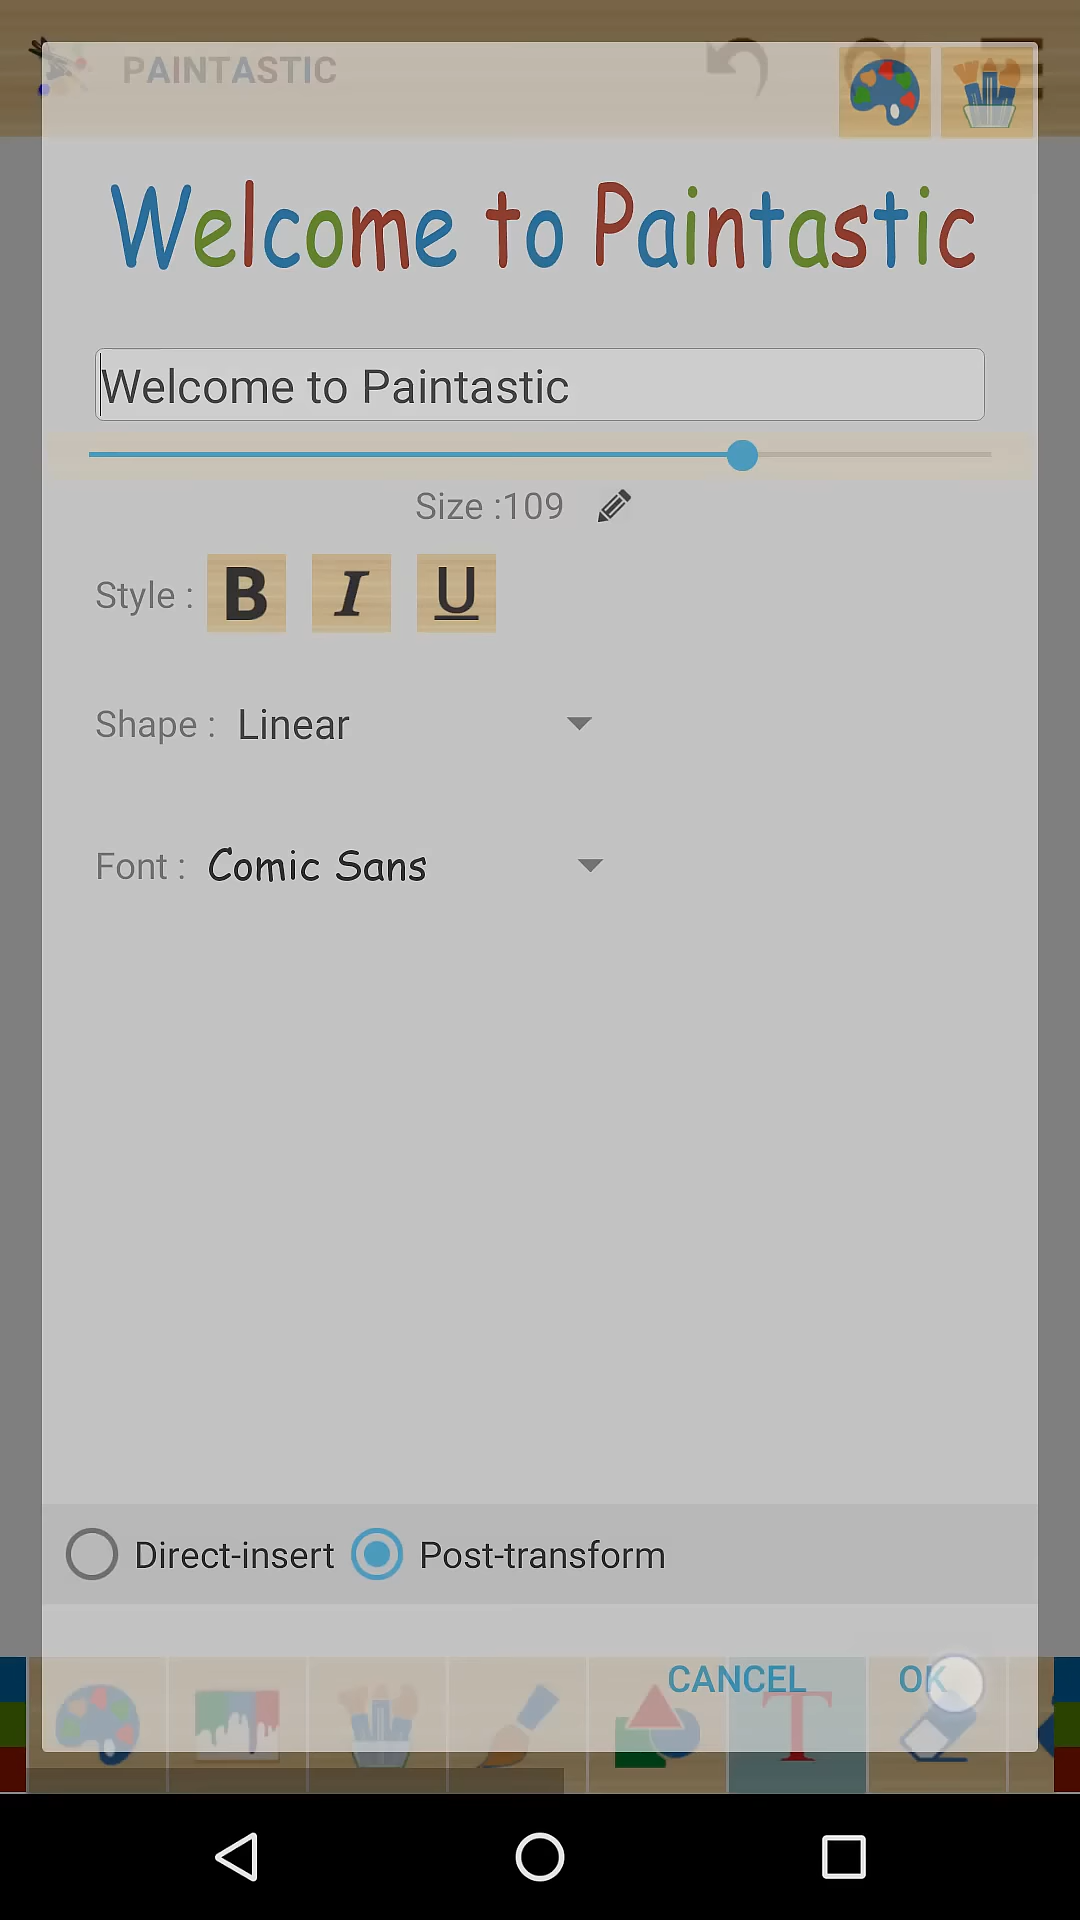 PAINTASTIC
Welcome to Paintastic
Welcome to Paintastic
Size :109
Style : B I U
Shape : Linear
Font : Comic Sans
Direct-insert Post-transform
CANCEL OK
T